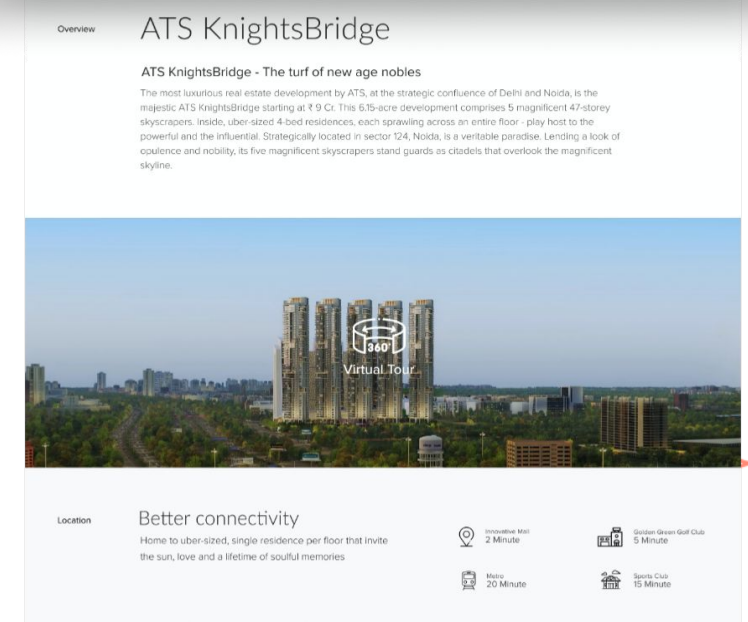 Overview
ATS KnightsBridge
ATS KnightsBridge - The turf of new age nobles
The most luxurious real estate development by ATS, at the strategic confluence of Delhi and Noida, is the
majestic ATS KnightsBridge starting at ₹ 9 Cr. This 6.15-acre development comprises 5 magnificent 47-storey
skyscrapers. Inside, uber-sized 4-bed residences, each sprawling across an entire floor - play host to the
powerful and the influential. Strategically located in sector 124, Noida, is a veritable paradise. Lending a look of
opulence and nobility, its five magnificent skyscrapers stand guards as citadels that overlook the magnificent
skyline.
360°
Virtual Tour
Location
Better connectivity
Home to uber-sized, single residence per floor that invite
the sun, love and a lifetime of soulful memories
Innovative Mall
2 Minute
Golden Green Golf Club
5 Minute
Metro
20 Minute
Sports Club
15 Minute